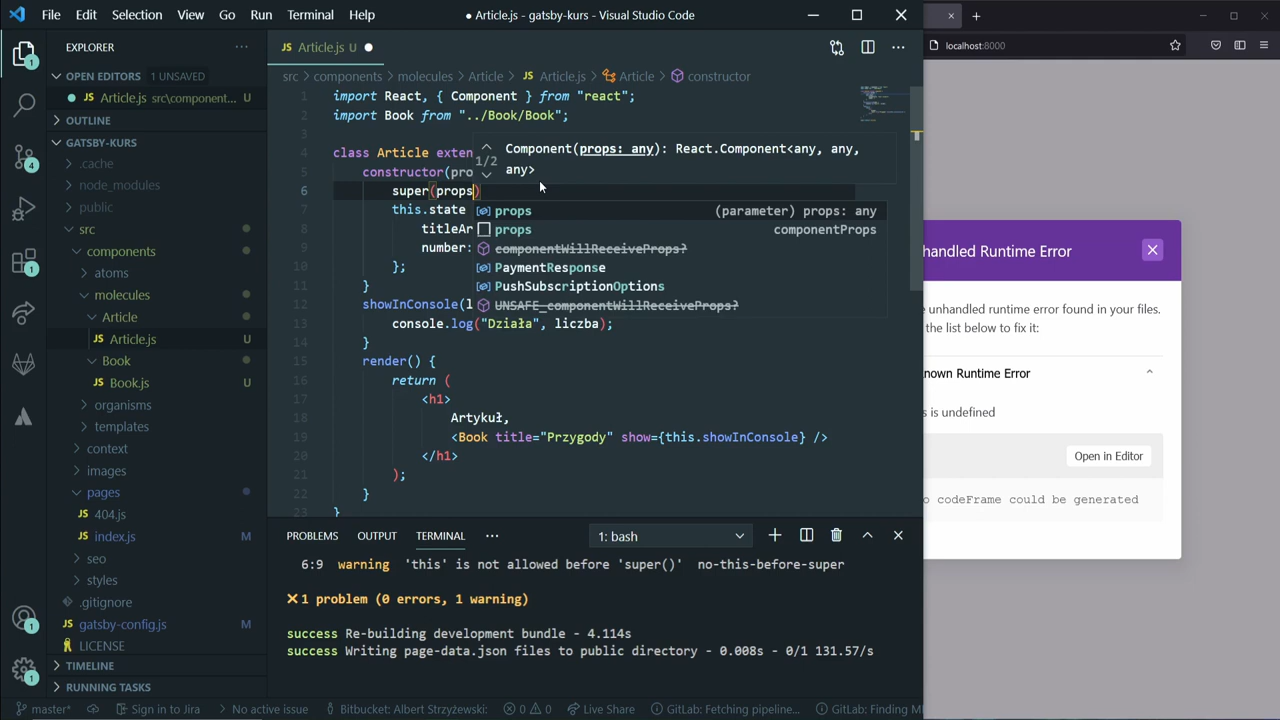 File Edit Selection View Go Run Terminal Help
● Article.js - gatsby-kurs - Visual Studio Code
EXPLORER
OPEN EDITORS 1 UNSAVED
Article.js src\component...
OUTLINE
GATSBY-KURS
.cache
node_modules
public
src
components
atoms
molecules
Article
Article.js U
Book
Book.js U
organisms
templates
context
images
pages
404.js
index.js M
seo
styles
.gitignore
gatsby-config.js M
LICENSE
TIMELINE
RUNNING TASKS
JS Article.js U
src > components > molecules > Article > JS Article.js > Article > constructor
1 import React, { Component } from "react";
2 import Book from "../Book/Book";
3
4 class Article exten
5 constructor(pro
6 super(props)
7 this.state
8 titleAr
9 number:
10 };
11 }
12 showInConsole(l
13 console.log("Działa", liczba);
14 }
15 render() {
16 return (
17 <h1>
18 Artykuł,
19 <Book title="Przygody" show={this.showInConsole} />
20 </h1>
21 );
22 }
23 }
1/2
Component(props: any): React.Component<any, any,
any>
props (parameter) props: any
props componentProps
componentWillReceiveProps?
PaymentResponse
PushSubscriptionOptions
UNSAFE_componentWillReceiveProps?
PROBLEMS OUTPUT TERMINAL
1: bash
6:9 warning 'this' is not allowed before 'super()' no-this-before-super
1 problem (0 errors, 1 warning)
success Re-building development bundle - 4.114s
success Writing page-data.json files to public directory - 0.008s - 0/1 131.57/s
master* Sign in to Jira No active issue Bitbucket: Albert Strzyżewski: 0 0 Live Share GitLab: Fetching pipeline... GitLab: Finding M
localhost:8000
nhandled Runtime Error
e unhandled runtime error found in your files.
the list below to fix it:
nown Runtime Error
s is undefined
Open in Editor
o codeFrame could be generated